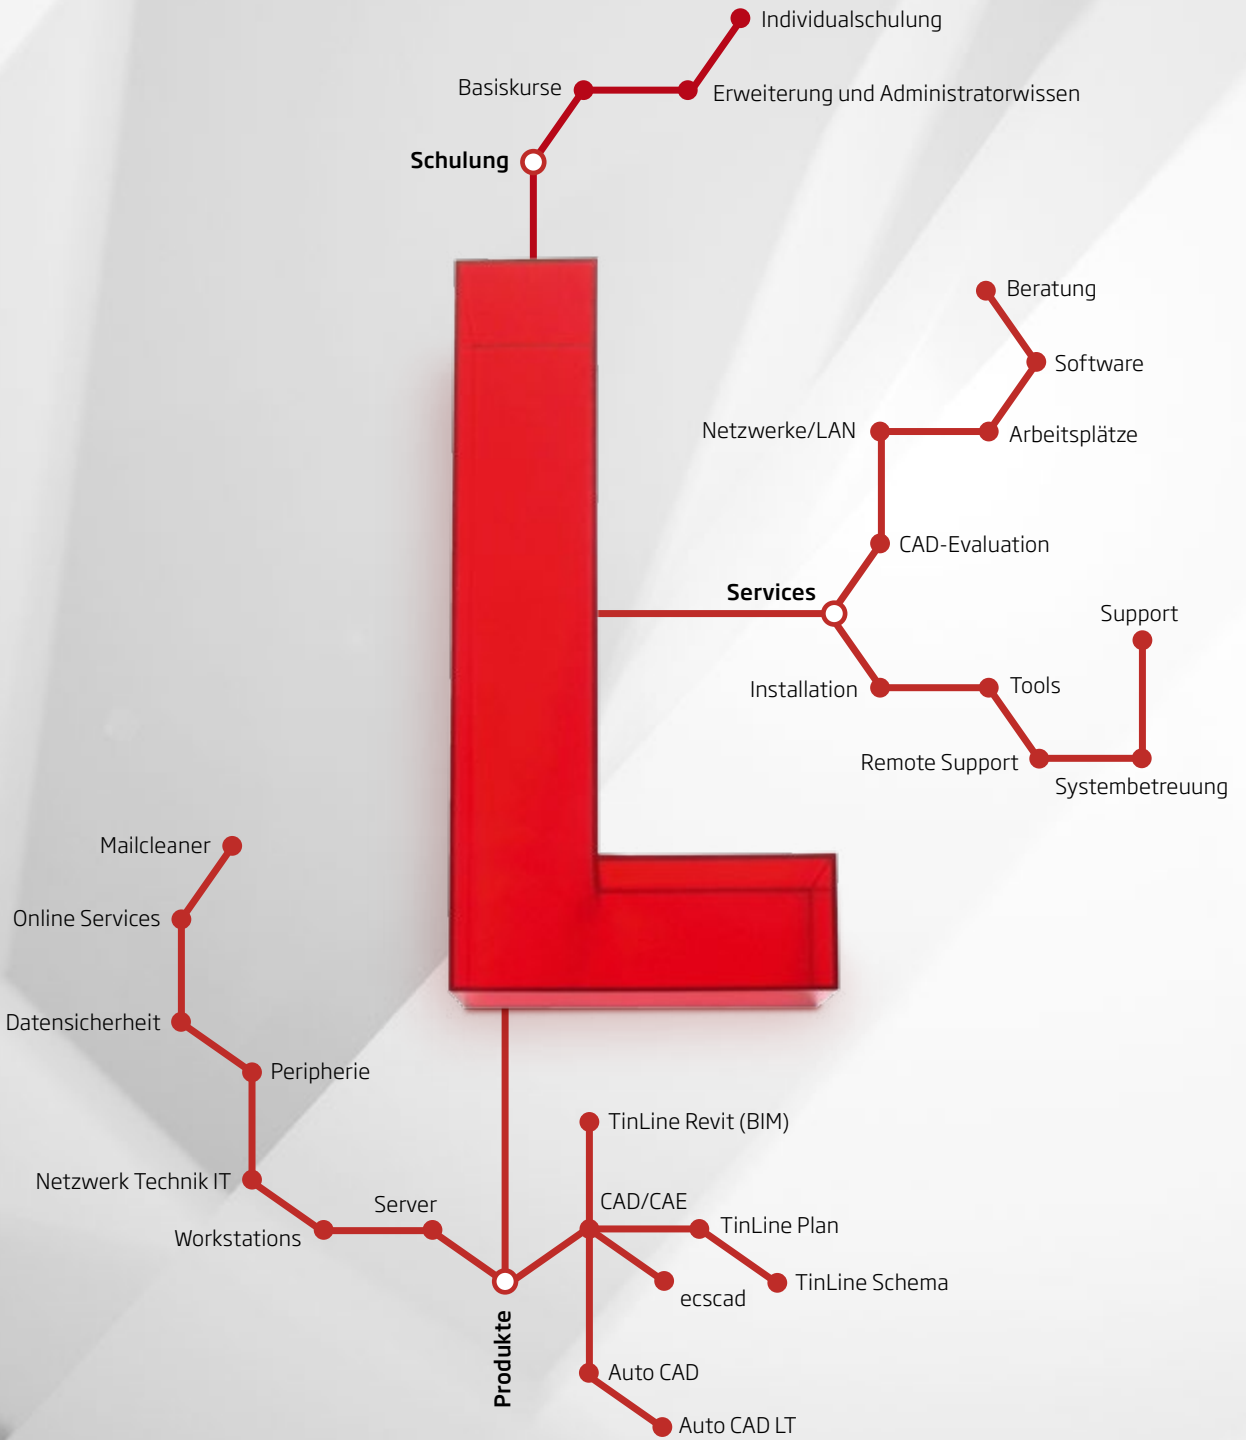 Individualschulung
Basiskurse
Erweiterung und Administratorwissen
Schulung
Beratung
Software
Netzwerke/LAN
Arbeitsplätze
CAD-Evaluation
Services
Support
Installation
Tools
Remote Support
Systembetreuung
Mailcleaner
Online Services
Datensicherheit
Peripherie
TinLine Revit (BIM)
Netzwerk Technik IT
Server
CAD/CAE
Workstations
TinLine Plan
ecscad
TinLine Schema
Produkte
Auto CAD
Auto CAD LT